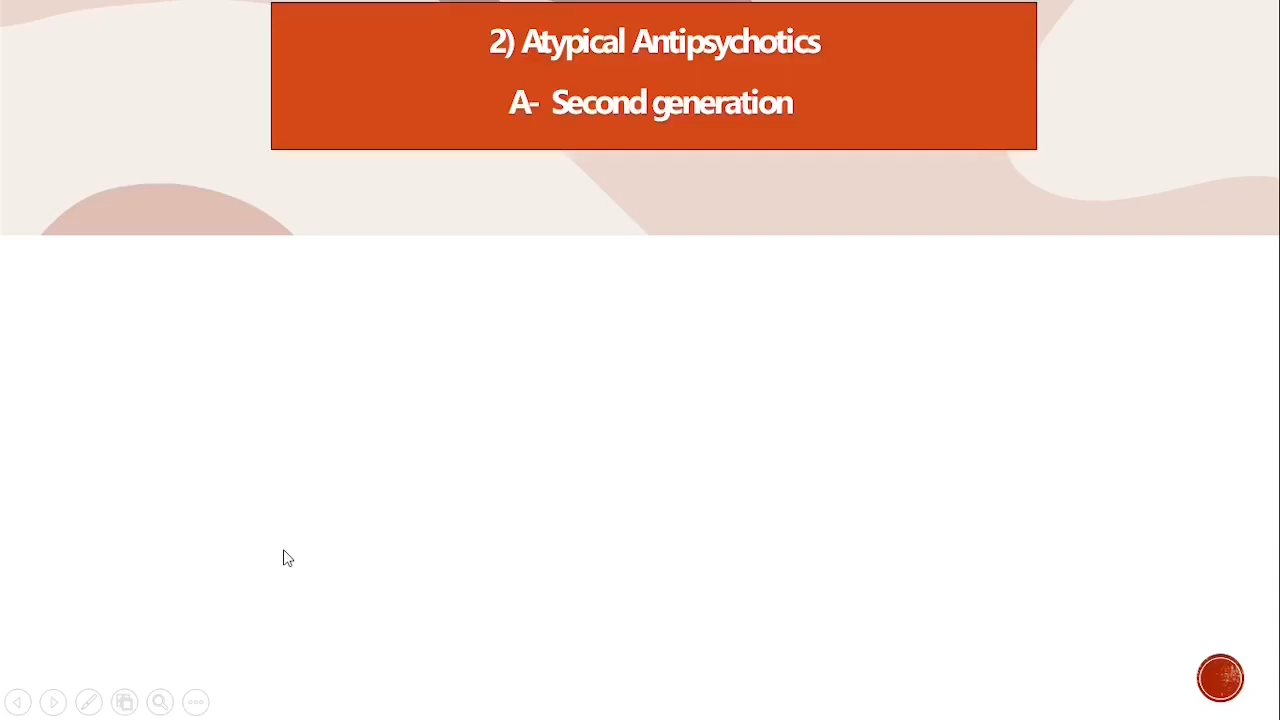 2) Atypical Antipsychotics
A- Second generation